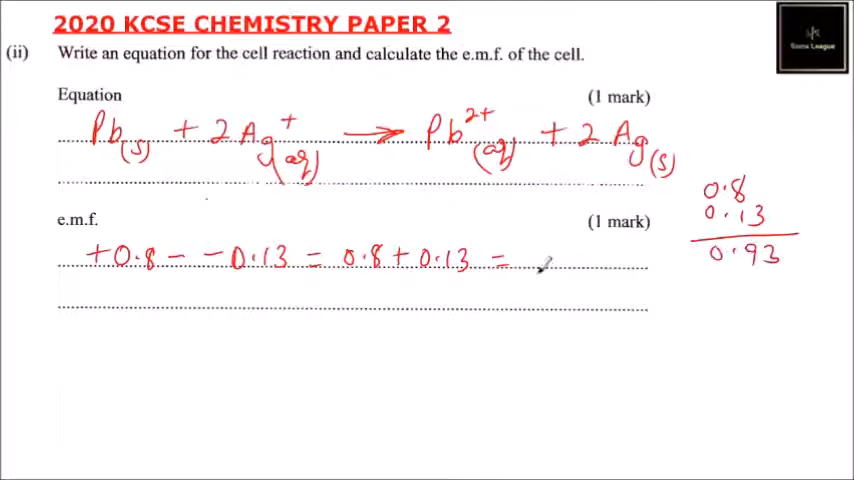 2020 KCSE CHEMISTRY PAPER 2
(ii) Write an equation for the cell reaction and calculate the e.m.f. of the cell.
Equation (1 mark)
Pb(s) + 2Ag⁺(aq) → Pb²⁺(aq) + 2Ag(s)
e.m.f. (1 mark)
+0.8 - -0.13 = 0.8 + 0.13 =
0.8
0.13
0.93
Soma League